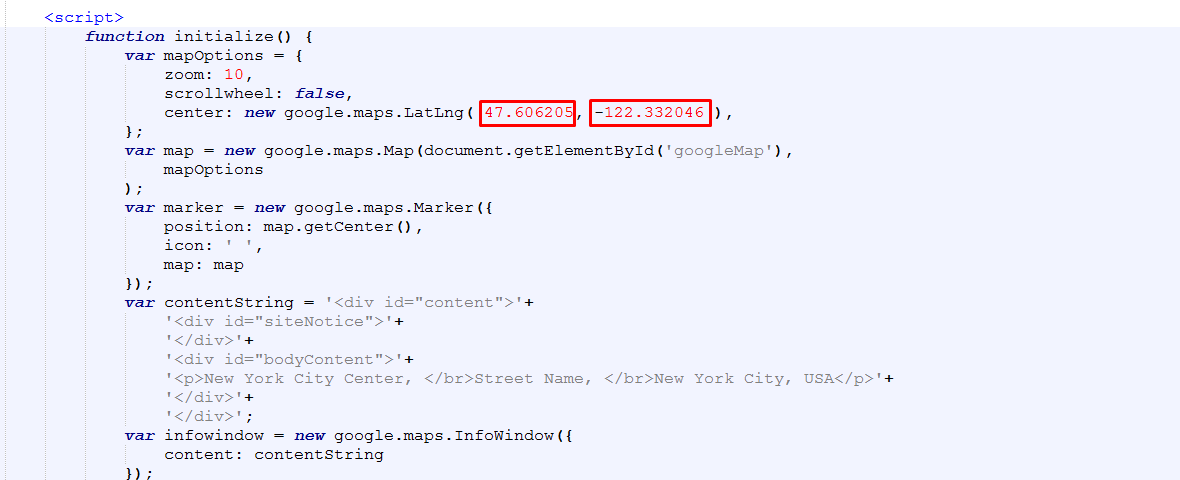 <script>
function initialize() {
var mapOptions = {
zoom: 10,
scrollwheel: false,
center: new google.maps.LatLng( 47.606205, -122.332046 ),
};
var map = new google.maps.Map(document.getElementById('googleMap'),
mapOptions
);
var marker = new google.maps.Marker({
position: map.getCenter(),
icon: ' ',
map: map
});
var contentString = '<div id="content">'+
'<div id="siteNotice">'+
'</div>'+
'<div id="bodyContent">'+
'<p>New York City Center, </br>Street Name, </br>New York City, USA</p>'+
'</div>'+
'</div>';
var infowindow = new google.maps.InfoWindow({
content: contentString
});